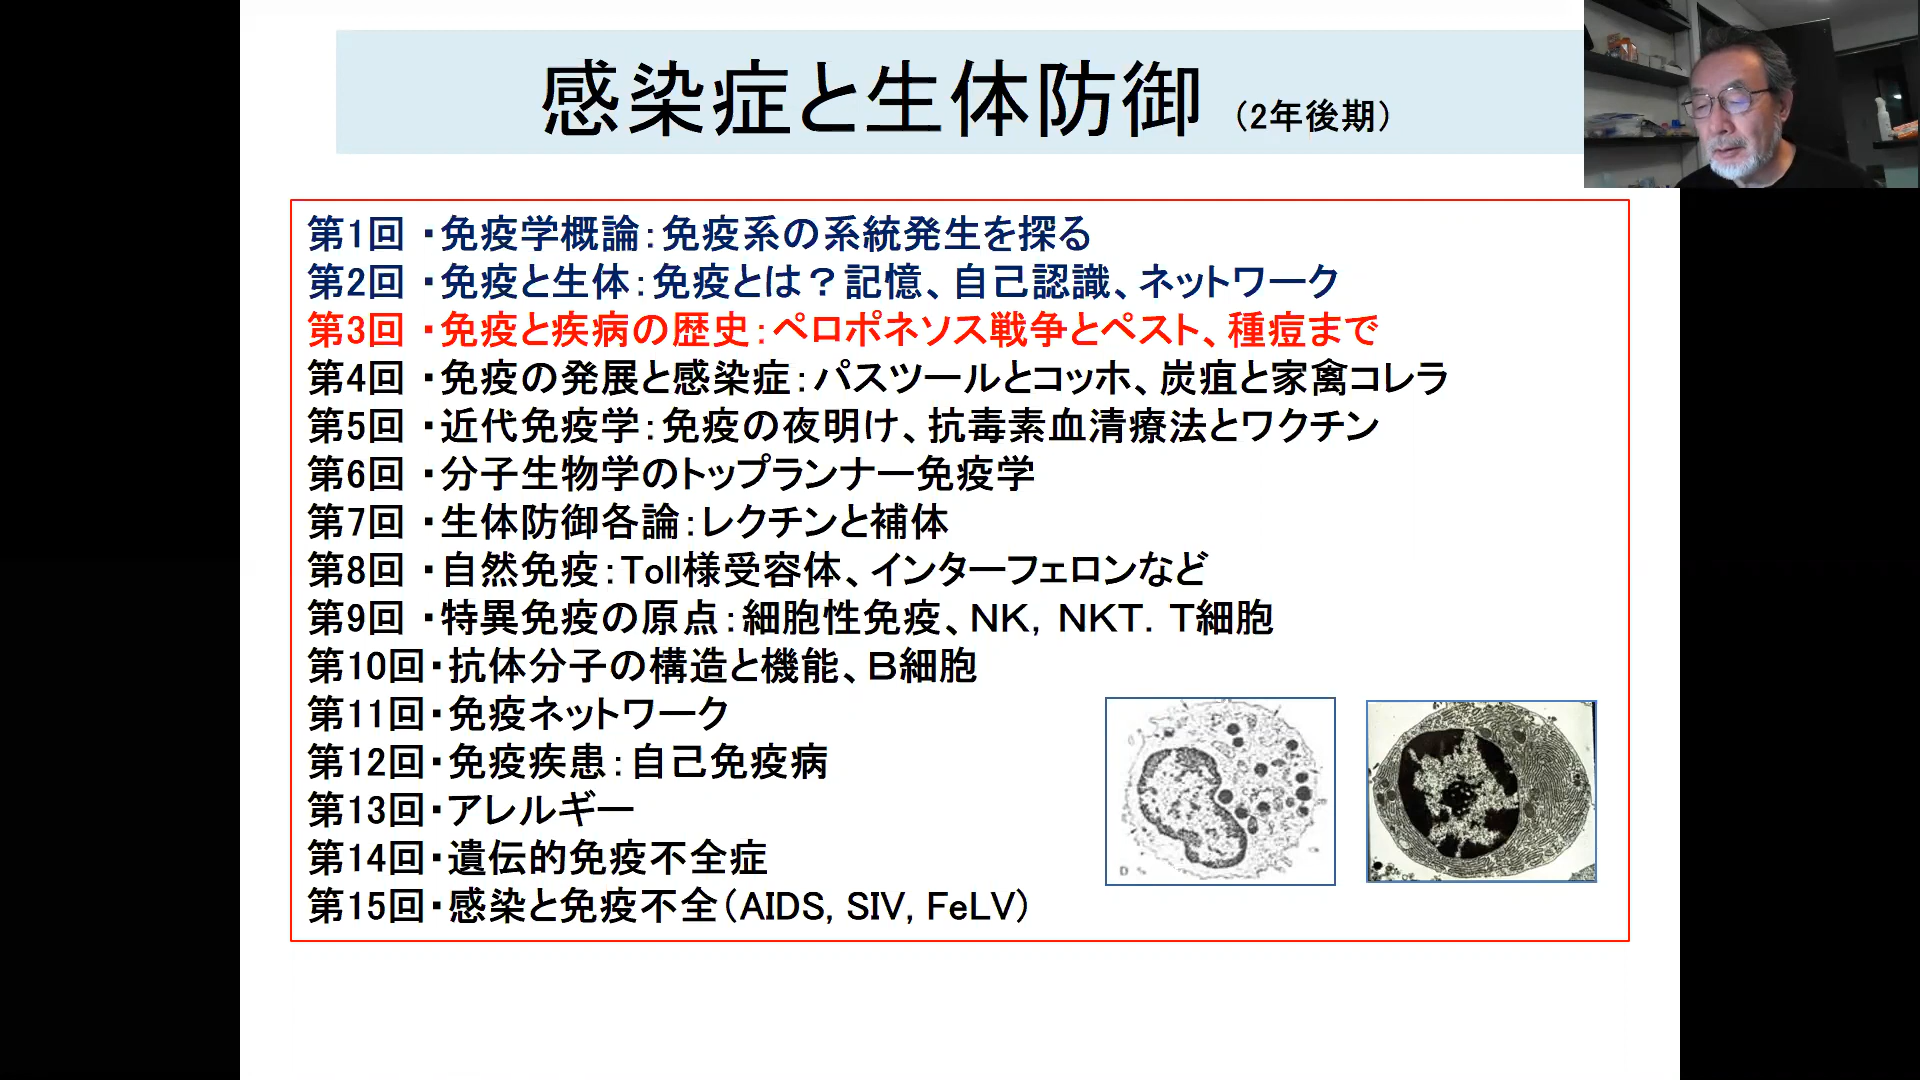 感染症と生体防御（2年後期）
第1回 ・免疫学概論：免疫系の系統発生を探る
第2回 ・免疫と生体：免疫とは？記憶、自己認識、ネットワーク
第3回 ・免疫と疾病の歴史：ペロポネソス戦争とペスト、種痘まで
第4回 ・免疫の発展と感染症：パスツールとコッホ、炭疽と家禽コレラ
第5回 ・近代免疫学：免疫の夜明け、抗毒素血清療法とワクチン
第6回 ・分子生物学のトップランナー免疫学
第7回 ・生体防御各論：レクチンと補体
第8回 ・自然免疫：Toll様受容体、インターフェロンなど
第9回 ・特異免疫の原点：細胞性免疫、ＮＫ，ＮＫＴ．Ｔ細胞
第10回・抗体分子の構造と機能、Ｂ細胞
第11回・免疫ネットワーク
第12回・免疫疾患：自己免疫病
第13回・アレルギー
第14回・遺伝的免疫不全症
第15回・感染と免疫不全（AIDS, SIV, FeLV）
D